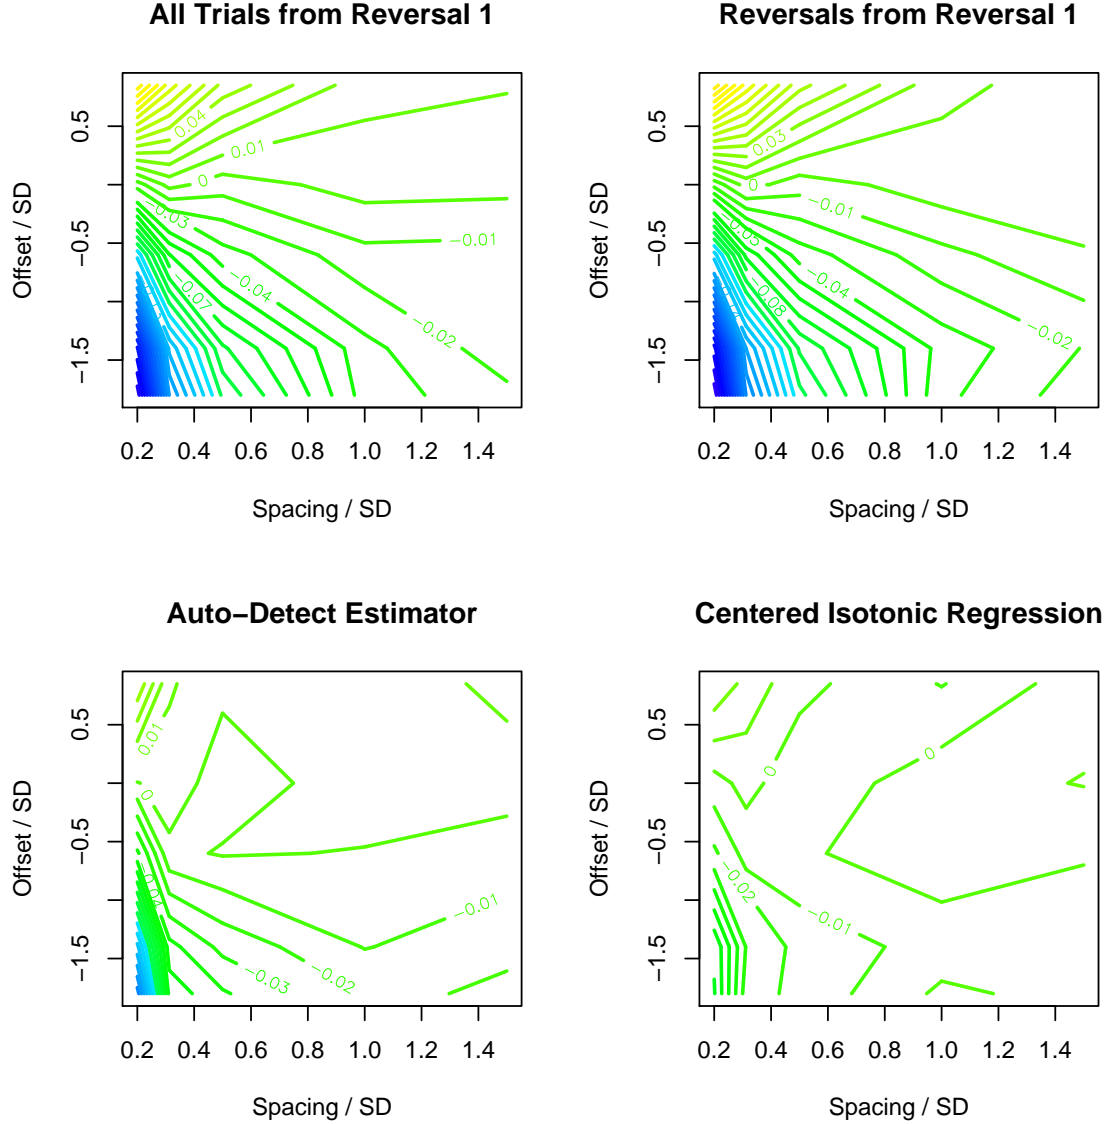 All Trials from Reversal 1
0.04
0.01
0
−0.03
−0.01
−0.07
−0.04
−0.02
0.5
−0.5
−1.5
Offset / SD
0.2 0.4 0.6 0.8 1.0 1.2 1.4
Spacing / SD
Reversals from Reversal 1
0.03
0
−0.01
−0.05
−0.04
−0.08
−0.02
0.5
−0.5
−1.5
Offset / SD
0.2 0.4 0.6 0.8 1.0 1.2 1.4
Spacing / SD
Auto−Detect Estimator
0.01
0
−0.04
−0.01
−0.03
−0.02
0.5
−0.5
−1.5
Offset / SD
0.2 0.4 0.6 0.8 1.0 1.2 1.4
Spacing / SD
Centered Isotonic Regression
0
0
−0.02
−0.01
0.5
−0.5
−1.5
Offset / SD
0.2 0.4 0.6 0.8 1.0 1.2 1.4
Spacing / SD